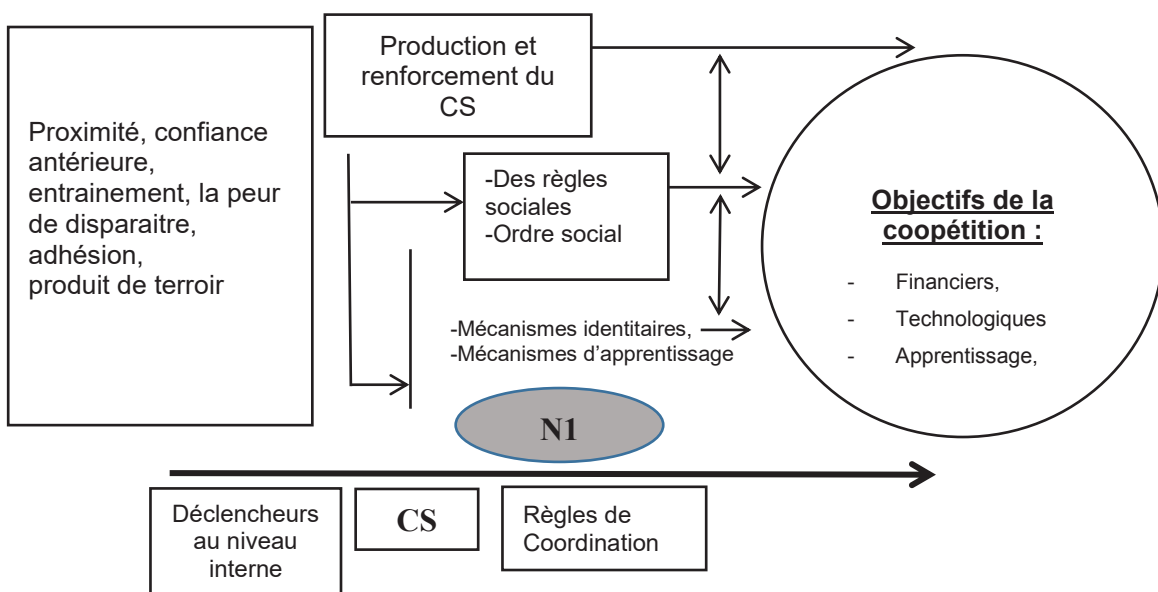 Proximité, confiance
antérieure,
entrainement, la peur
de disparaitre,
adhésion,
produit de terroir
Production et
renforcement du
CS
-Des règles
sociales
-Ordre social
-Mécanismes identitaires,
-Mécanismes d’apprentissage
Objectifs de la
coopétition :
- Financiers,
- Technologiques
- Apprentissage,
N1
Déclencheurs
au niveau
interne
CS
Règles de
Coordination